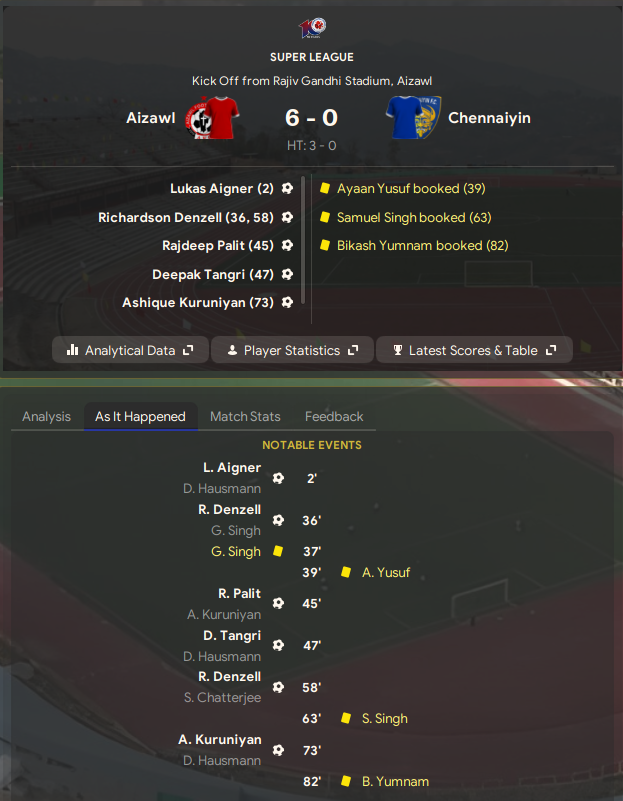 SUPER LEAGUE
Kick Off from Rajiv Gandhi Stadium, Aizawl
Aizawl 6 - 0 Chennaiyin
HT: 3 - 0
Lukas Aigner (2) Ayaan Yusuf booked (39)
Richardson Denzell (36, 58) Samuel Singh booked (63)
Rajdeep Palit (45) Bikash Yumnam booked (82)
Deepak Tangri (47)
Ashique Kuruniyan (73)
Analytical Data Player Statistics Latest Scores & Table
Analysis As It Happened Match Stats Feedback
NOTABLE EVENTS
L. Aigner
D. Hausmann 2'
R. Denzell
G. Singh 36'
G. Singh 37'
39' A. Yusuf
R. Palit
A. Kuruniyan 45'
D. Tangri
D. Hausmann 47'
R. Denzell
S. Chatterjee 58'
63' S. Singh
A. Kuruniyan
D. Hausmann 73'
82' B. Yumnam